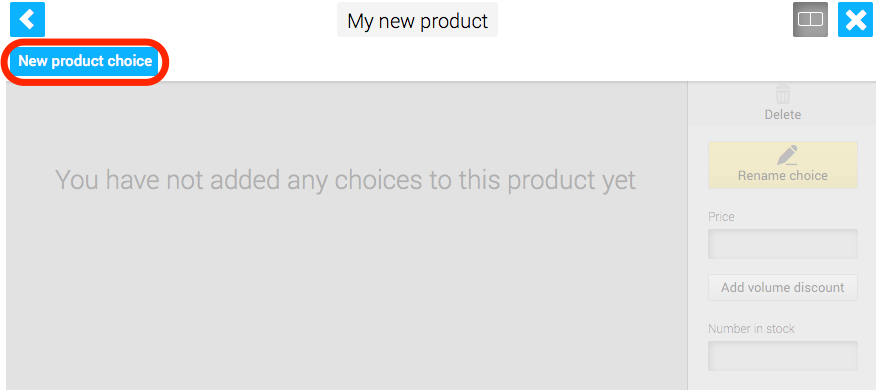 My new product
New product choice
Delete
You have not added any choices to this product yet
Rename choice
Price
Add volume discount
Number in stock